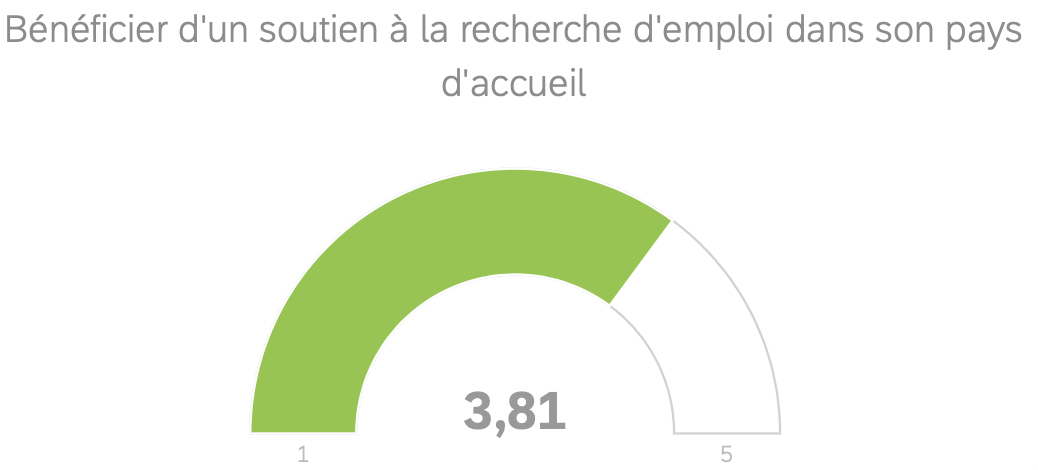 Bénéficier d'un soutien à la recherche d'emploi dans son pays
d'accueil
3,81
1
5